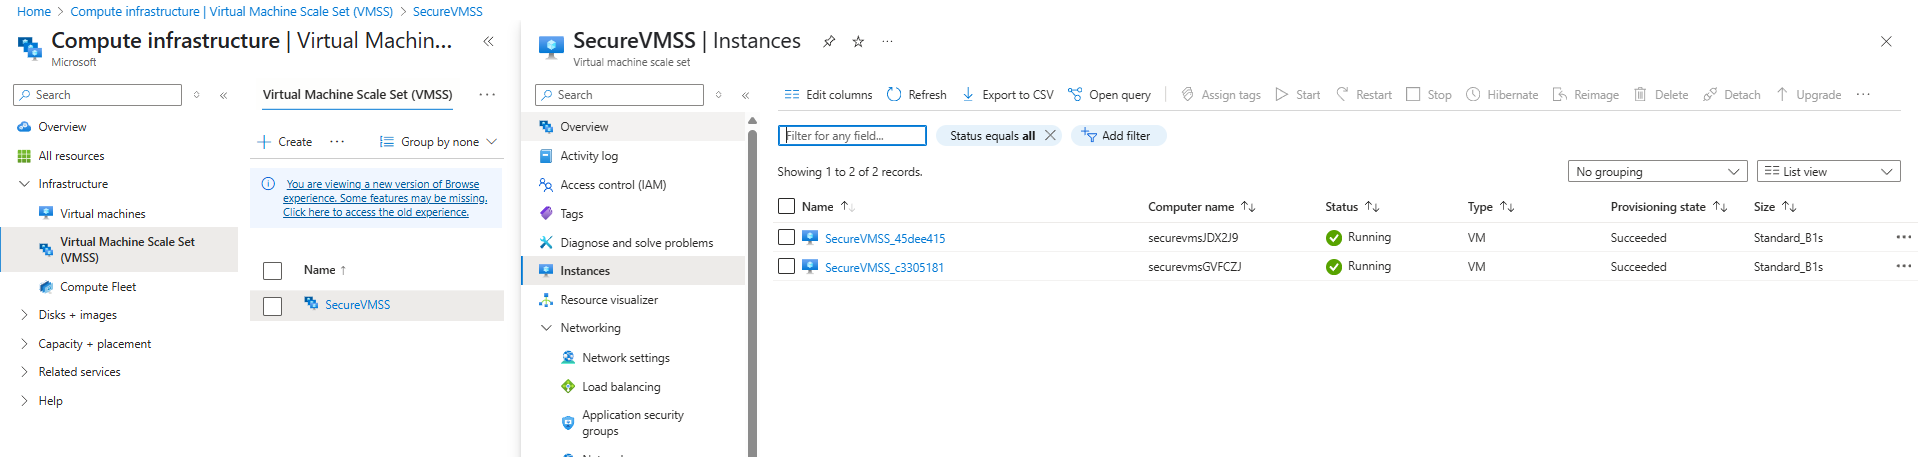 Home > Compute infrastructure | Virtual Machine Scale Set (VMSS) > SecureVMSS
Compute infrastructure | Virtual Machin...
Microsoft
Search
Overview
All resources
Infrastructure
Virtual machines
Virtual Machine Scale Set
(VMSS)
Compute Fleet
Disks + images
Capacity + placement
Related services
Help
Virtual Machine Scale Set (VMSS)
Create
Group by none
You are viewing a new version of Browse
experience. Some features may be missing.
Click here to access the old experience.
Name
SecureVMSS
SecureVMSS | Instances
Virtual machine scale set
Search
Overview
Activity log
Access control (IAM)
Tags
Diagnose and solve problems
Instances
Resource visualizer
Networking
Network settings
Load balancing
Application security
groups
Edit columns Refresh Export to CSV Open query Assign tags Start Restart Stop Hibernate Reimage Delete Detach Upgrade
Filter for any field... Status equals all Add filter
Showing 1 to 2 of 2 records.
No grouping List view
Name Computer name Status Type Provisioning state Size
SecureVMSS_45dee415 securevmsJDX2J9 Running VM Succeeded Standard_B1s
SecureVMSS_c3305181 securevmsGVFCZJ Running VM Succeeded Standard_B1s